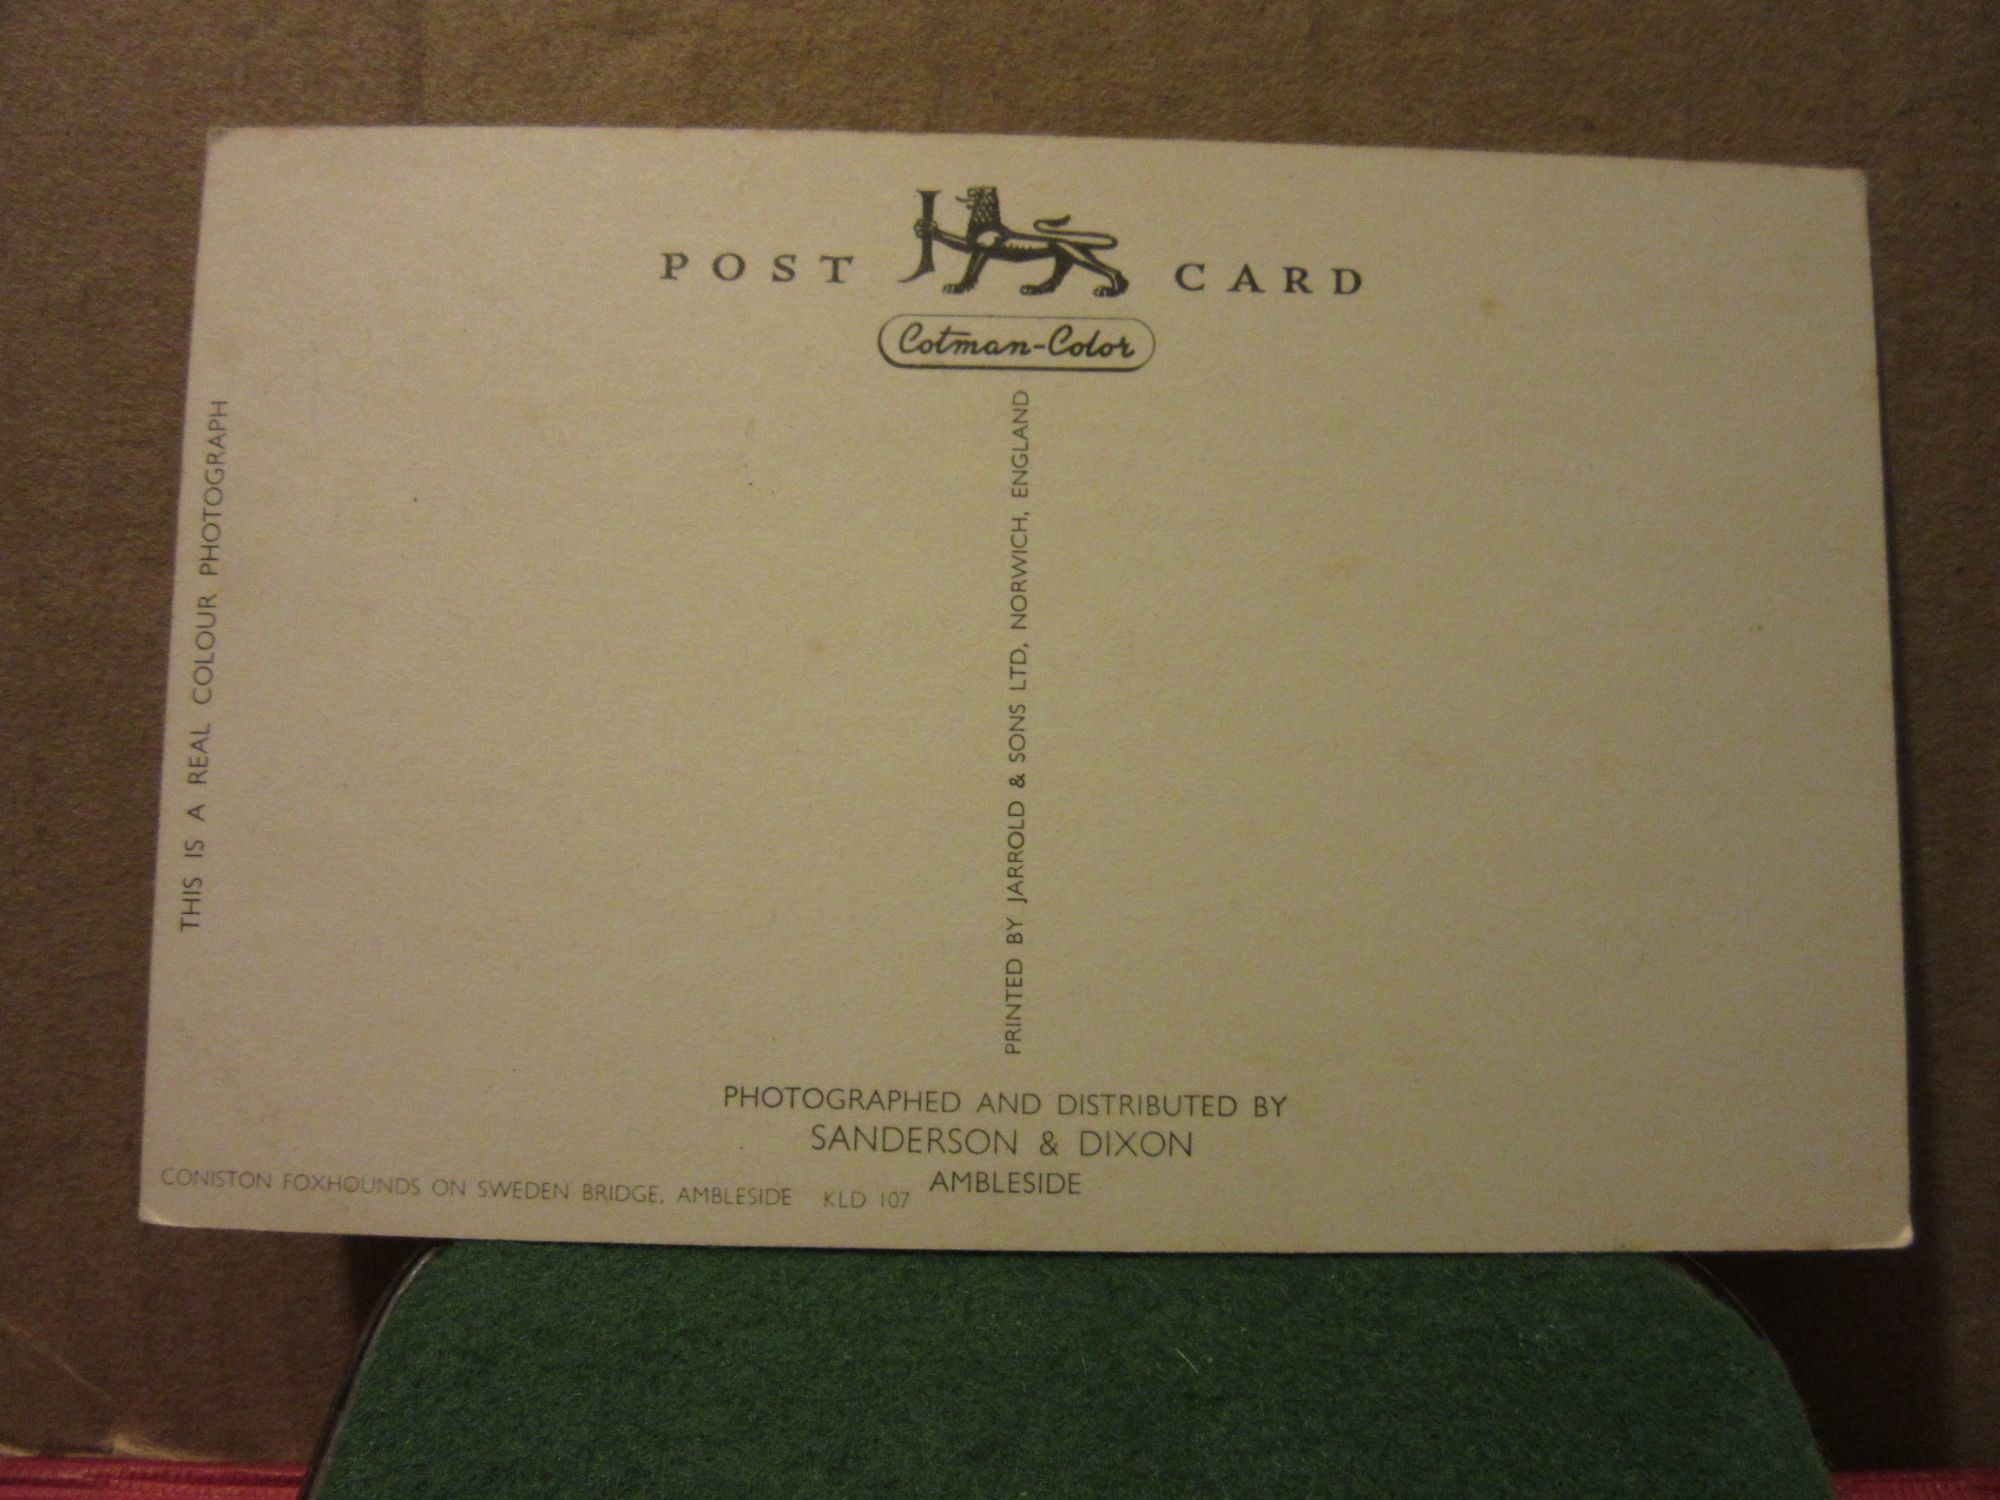 POST CARD
Cotman-Color
THIS IS A REAL COLOUR PHOTOGRAPH
PRINTED BY JARROLD & SONS LTD, NORWICH, ENGLAND
PHOTOGRAPHED AND DISTRIBUTED BY
SANDERSON & DIXON
AMBLESIDE
CONISTON FOXHOUNDS ON SWEDEN BRIDGE, AMBLESIDE KLD 107